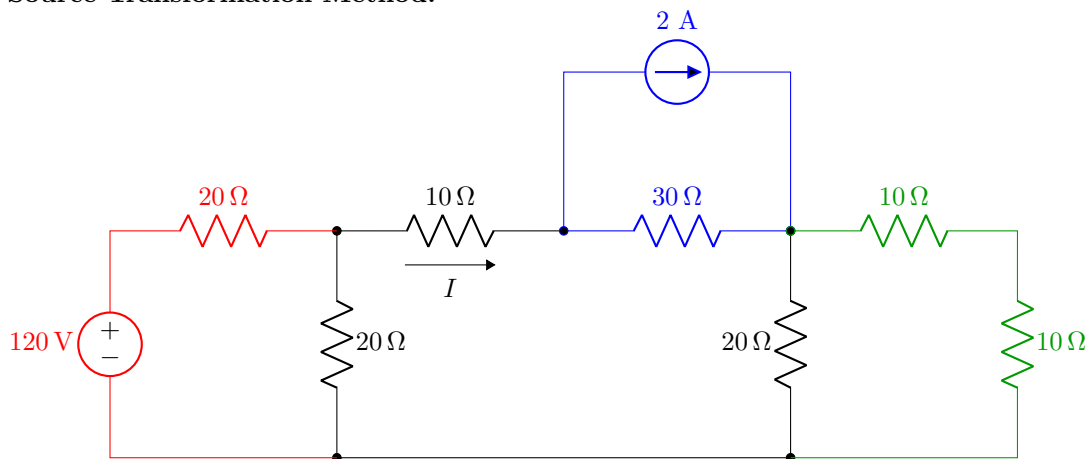 Source Transformation Method.
2 A
20 Ω
10 Ω
30 Ω
10 Ω
I
120 V
+
−
20 Ω
20 Ω
10 Ω